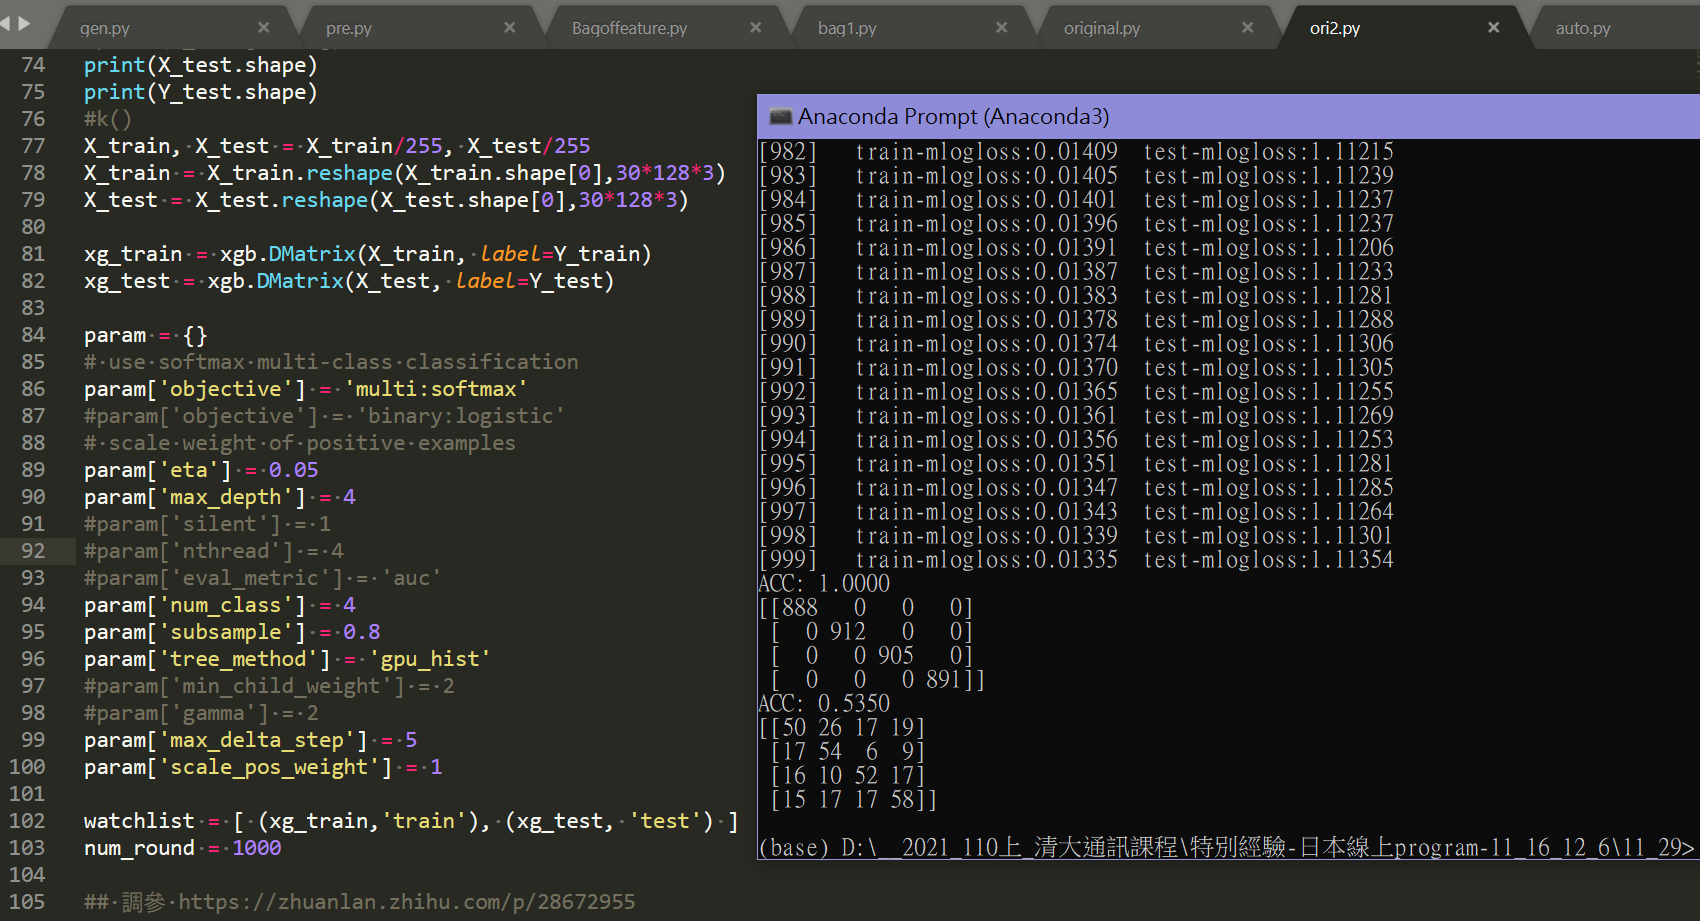 gen.py × pre.py × Bagoffeature.py × bag1.py × original.py × ori2.py × auto.py
74 print(X_test.shape)
75 print(Y_test.shape)
76 #k()
77 X_train, X_test = X_train/255, X_test/255
78 X_train = X_train.reshape(X_train.shape[0],30*128*3)
79 X_test = X_test.reshape(X_test.shape[0],30*128*3)
80
81 xg_train = xgb.DMatrix(X_train, label=Y_train)
82 xg_test = xgb.DMatrix(X_test, label=Y_test)
83
84 param = {}
85 # use softmax multi-class classification
86 param['objective'] = 'multi:softmax'
87 #param['objective'] = 'binary:logistic'
88 # scale weight of positive examples
89 param['eta'] = 0.05
90 param['max_depth'] = 4
91 #param['silent'] = 1
92 #param['nthread'] = 4
93 #param['eval_metric'] = 'auc'
94 param['num_class'] = 4
95 param['subsample'] = 0.8
96 param['tree_method'] = 'gpu_hist'
97 #param['min_child_weight'] = 2
98 #param['gamma'] = 2
99 param['max_delta_step'] = 5
100 param['scale_pos_weight'] = 1
101
102 watchlist = [ (xg_train,'train'), (xg_test, 'test') ]
103 num_round = 1000
104
105 ## 調參 https://zhuanlan.zhihu.com/p/28672955
Anaconda Prompt (Anaconda3)
[982] train-mlogloss:0.01409 test-mlogloss:1.11215
[983] train-mlogloss:0.01405 test-mlogloss:1.11239
[984] train-mlogloss:0.01401 test-mlogloss:1.11237
[985] train-mlogloss:0.01396 test-mlogloss:1.11237
[986] train-mlogloss:0.01391 test-mlogloss:1.11206
[987] train-mlogloss:0.01387 test-mlogloss:1.11233
[988] train-mlogloss:0.01383 test-mlogloss:1.11281
[989] train-mlogloss:0.01378 test-mlogloss:1.11288
[990] train-mlogloss:0.01374 test-mlogloss:1.11306
[991] train-mlogloss:0.01370 test-mlogloss:1.11305
[992] train-mlogloss:0.01365 test-mlogloss:1.11255
[993] train-mlogloss:0.01361 test-mlogloss:1.11269
[994] train-mlogloss:0.01356 test-mlogloss:1.11253
[995] train-mlogloss:0.01351 test-mlogloss:1.11281
[996] train-mlogloss:0.01347 test-mlogloss:1.11285
[997] train-mlogloss:0.01343 test-mlogloss:1.11264
[998] train-mlogloss:0.01339 test-mlogloss:1.11301
[999] train-mlogloss:0.01335 test-mlogloss:1.11354
ACC: 1.0000
[[888 0 0 0]
[ 0 912 0 0]
[ 0 0 905 0]
[ 0 0 0 891]]
ACC: 0.5350
[[50 26 17 19]
[17 54 6 9]
[16 10 52 17]
[15 17 17 58]]
(base) D:\__2021_110上_清大通訊課程\特別經驗-日本線上program-11_16_12_6\11_29>